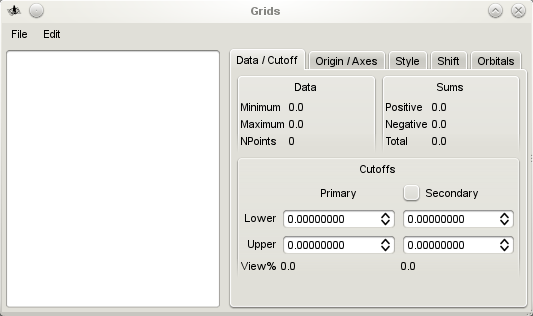 Grids
File Edit
Data / Cutoff Origin / Axes Style Shift Orbitals
Data Sums
Minimum 0.0 Positive 0.0
Maximum 0.0 Negative 0.0
NPoints 0 Total 0.0
Cutoffs
Primary Secondary
Lower 0.00000000 0.00000000
Upper 0.00000000 0.00000000
View% 0.0 0.0